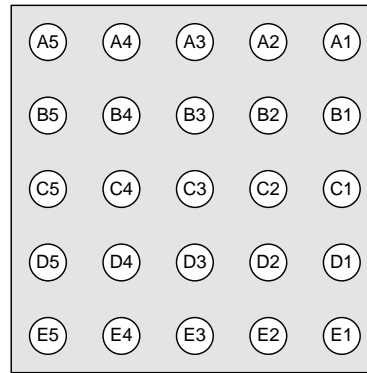 A5 A4 A3 A2 A1
B5 B4 B3 B2 B1
C5 C4 C3 C2 C1
D5 D4 D3 D2 D1
E5 E4 E3 E2 E1